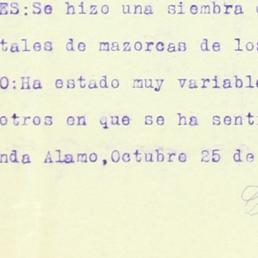 ES:Se hizo una siembra
tales de mazorcas de los
O:Ha estado muy variable
otros en que se ha senti
nda Alamo,Octubre 25 de